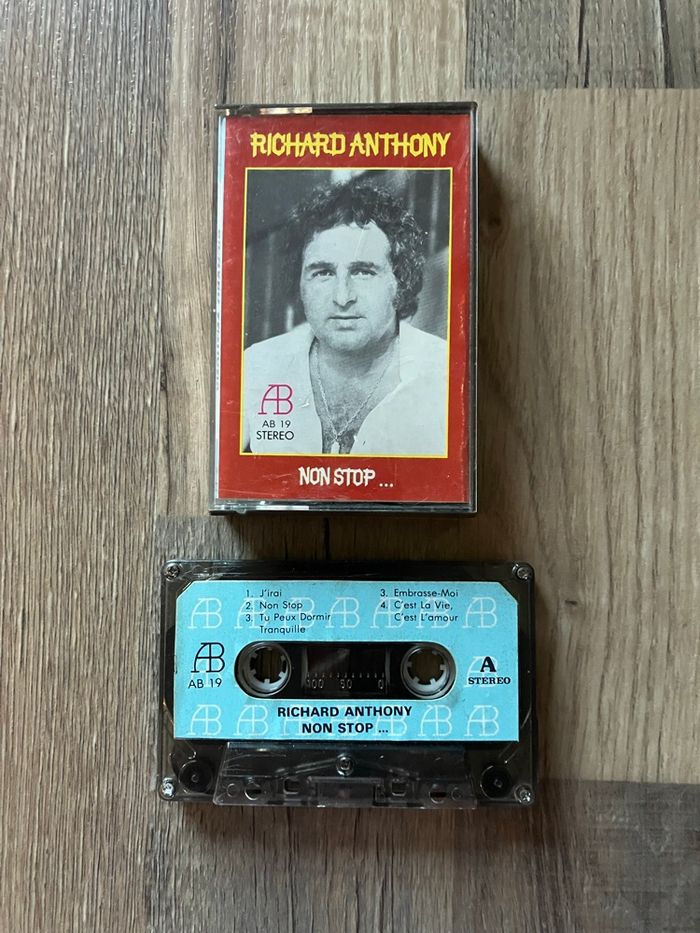 RICHARD ANTHONY
AB
AB 19
STEREO
NON STOP ...
1. J'irai
2. Non Stop
3. Tu Peux Dormir
Tranquille
3. Embrasse-Moi
4. C'est La Vie,
C'est L'amour
AB
AB 19
100 50 0
A
STEREO
RICHARD ANTHONY
NON STOP ...